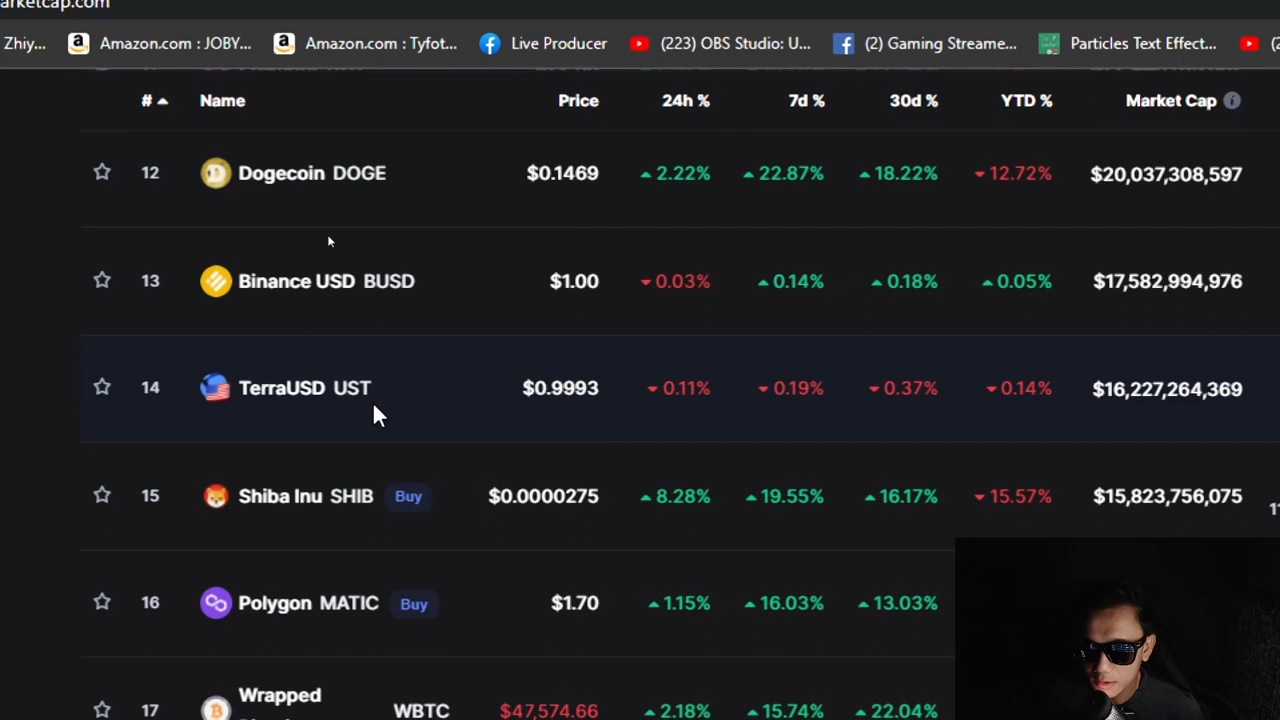 arketcap.com
Zhiy... Amazon.com : JOBY... Amazon.com : Tyfot... Live Producer (223) OBS Studio: U... (2) Gaming Streame... Particles Text Effect...
# Name Price 24h % 7d % 30d % YTD % Market Cap
12 Dogecoin DOGE $0.1469 2.22% 22.87% 18.22% 12.72% $20,037,308,597
13 Binance USD BUSD $1.00 0.03% 0.14% 0.18% 0.05% $17,582,994,976
14 TerraUSD UST $0.9993 0.11% 0.19% 0.37% 0.14% $16,227,264,369
15 Shiba Inu SHIB Buy $0.0000275 8.28% 19.55% 16.17% 15.57% $15,823,756,075
16 Polygon MATIC Buy $1.70 1.15% 16.03% 13.03%
Wrapped
17 WBTC $47,574.66 2.18% 15.74% 22.04%